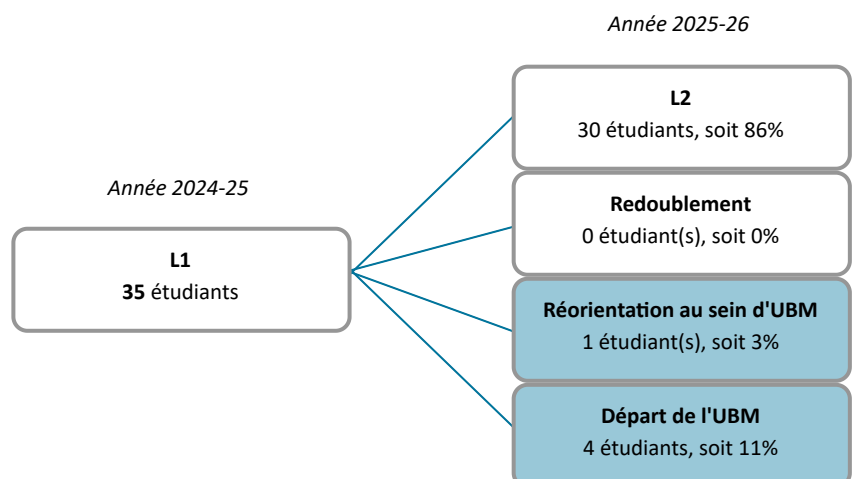 Année 2025-26
L2
30 étudiants, soit 86%
Année 2024-25
Redoublement
0 étudiant(s), soit 0%
L1
35 étudiants
Réorientation au sein d'UBM
1 étudiant(s), soit 3%
Départ de l'UBM
4 étudiants, soit 11%